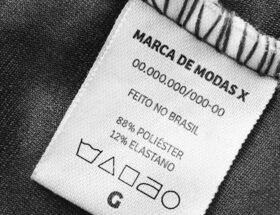 MARCA DE MODAS X
00.000.000/000-00
FEITO NO BRASIL
88% POLIÉSTER
12% ELASTANO
G